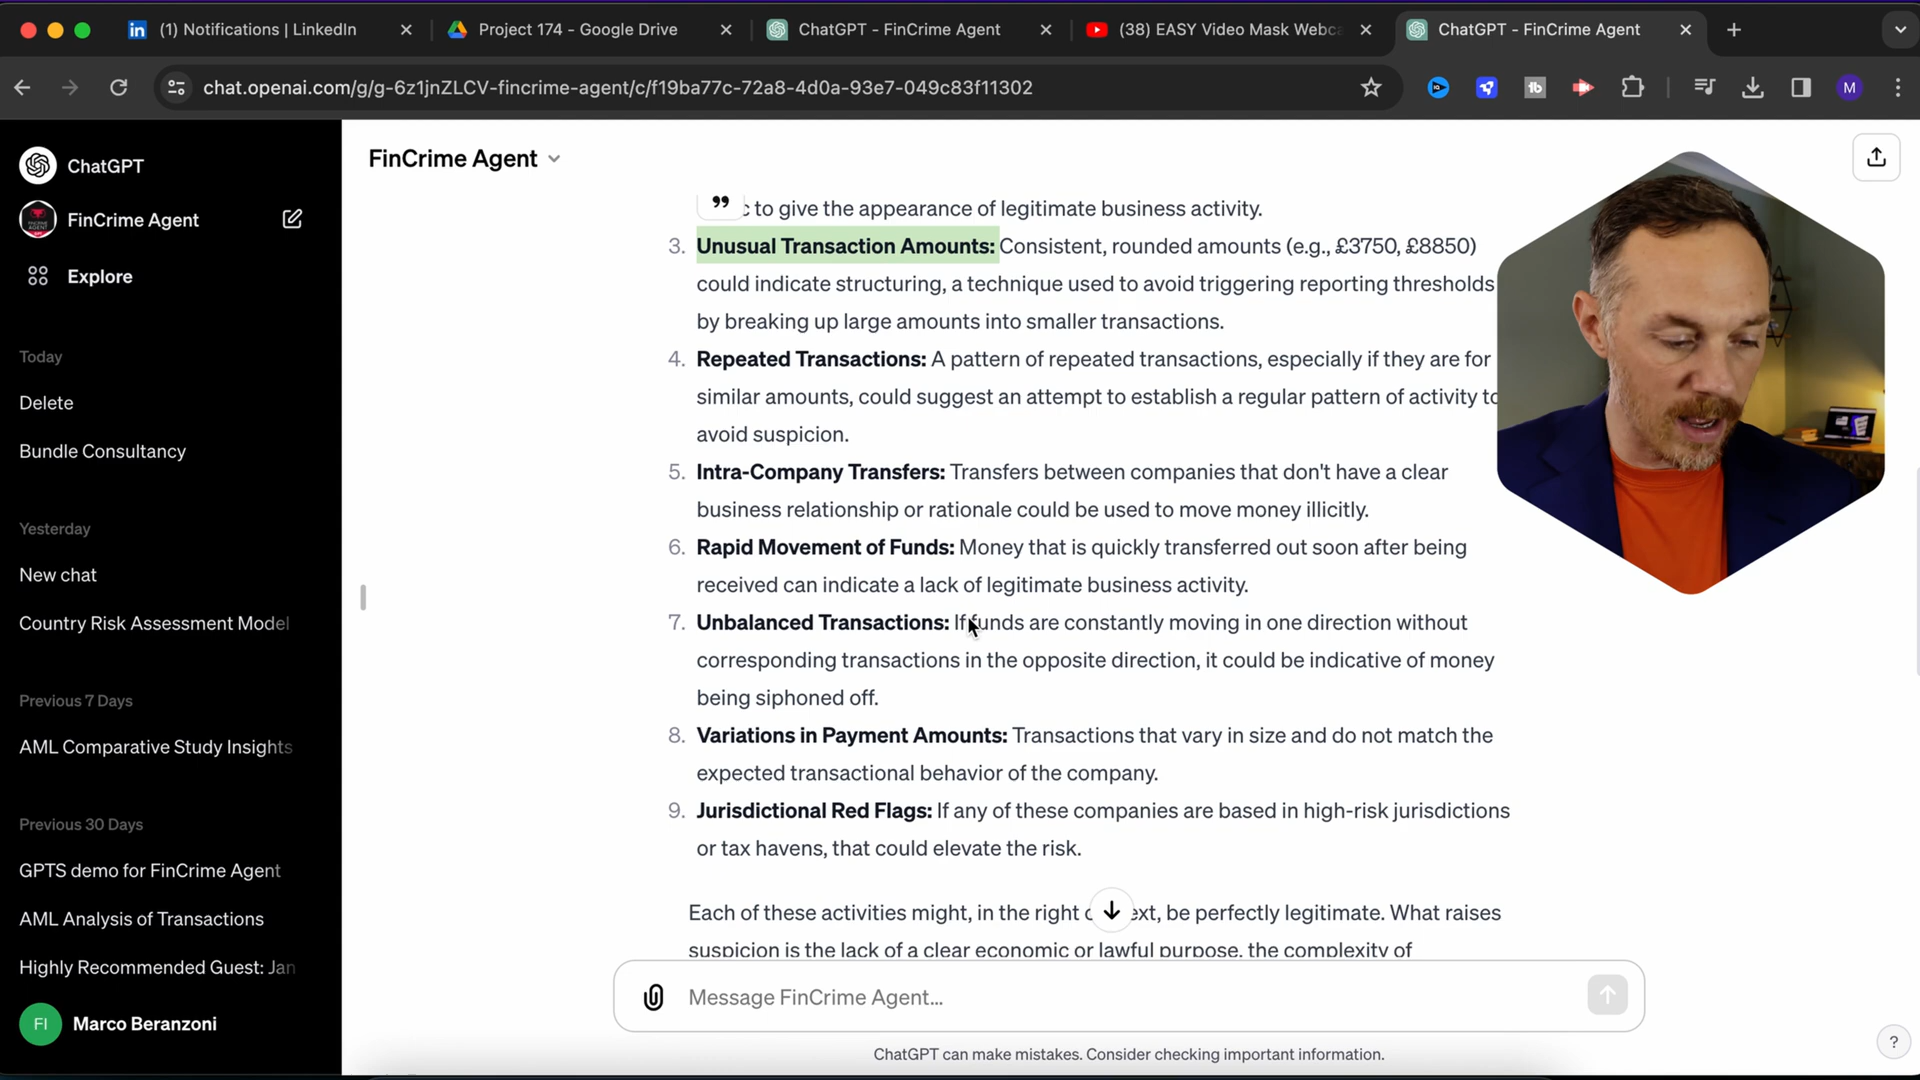 (1) Notifications | LinkedIn
Project 174 - Google Drive
ChatGPT - FinCrime Agent
(38) EASY Video Mask Webc
ChatGPT - FinCrime Agent
chat.openai.com/g/g-6z1jnZLCV-fincrime-agent/c/f19ba77c-72a8-4d0a-93e7-049c83f11302
M
ChatGPT
FinCrime Agent
Explore
Today
Delete
Bundle Consultancy
Yesterday
New chat
Country Risk Assessment Model
Previous 7 Days
AML Comparative Study Insights
Previous 30 Days
GPTS demo for FinCrime Agent
AML Analysis of Transactions
Highly Recommended Guest: Jan
FI Marco Beranzoni
FinCrime Agent
to give the appearance of legitimate business activity.
3. Unusual Transaction Amounts: Consistent, rounded amounts (e.g., £3750, £8850)
could indicate structuring, a technique used to avoid triggering reporting thresholds
by breaking up large amounts into smaller transactions.
4. Repeated Transactions: A pattern of repeated transactions, especially if they are for
similar amounts, could suggest an attempt to establish a regular pattern of activity to
avoid suspicion.
5. Intra-Company Transfers: Transfers between companies that don't have a clear
business relationship or rationale could be used to move money illicitly.
6. Rapid Movement of Funds: Money that is quickly transferred out soon after being
received can indicate a lack of legitimate business activity.
7. Unbalanced Transactions: If funds are constantly moving in one direction without
corresponding transactions in the opposite direction, it could be indicative of money
being siphoned off.
8. Variations in Payment Amounts: Transactions that vary in size and do not match the
expected transactional behavior of the company.
9. Jurisdictional Red Flags: If any of these companies are based in high-risk jurisdictions
or tax havens, that could elevate the risk.
Each of these activities might, in the right be perfectly legitimate. What raises
suspicion is the lack of a clear economic or lawful purpose, the complexity of
Message FinCrime Agent...
ChatGPT can make mistakes. Consider checking important information.
?